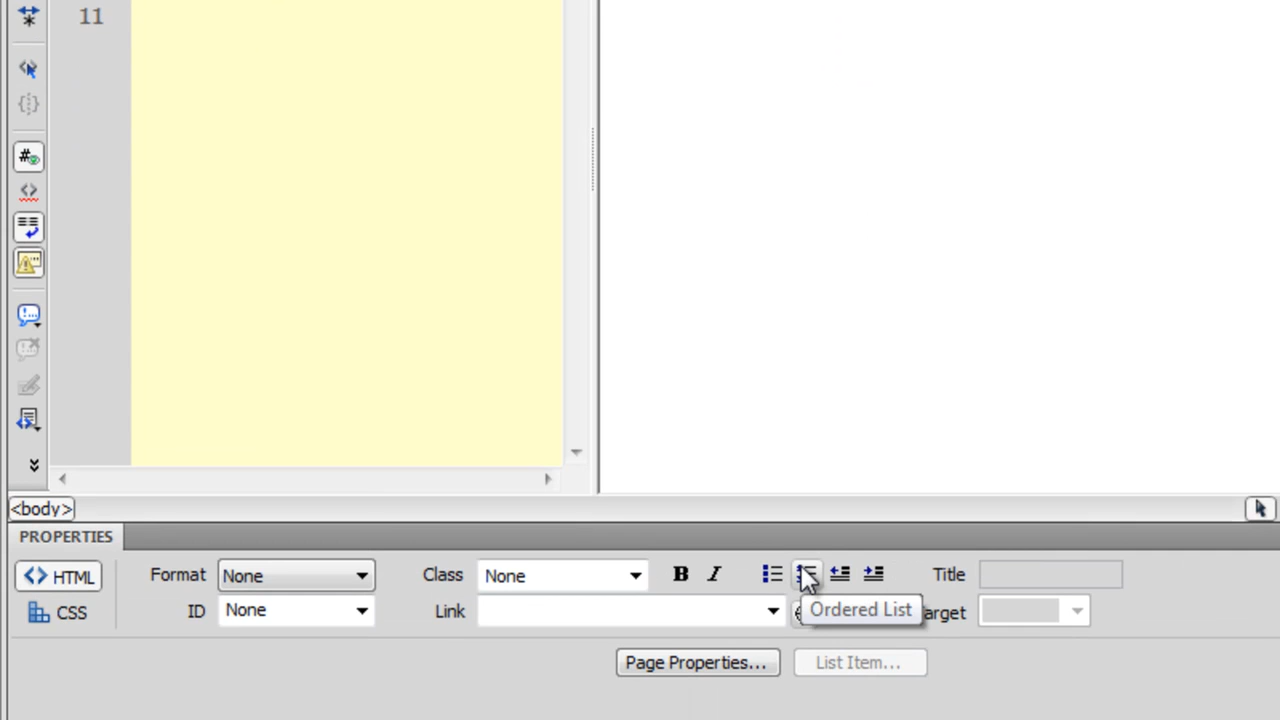 11
<body>
PROPERTIES
<> HTML Format None Class None B I Title
CSS ID None Link Ordered List arget
Page Properties... List Item...